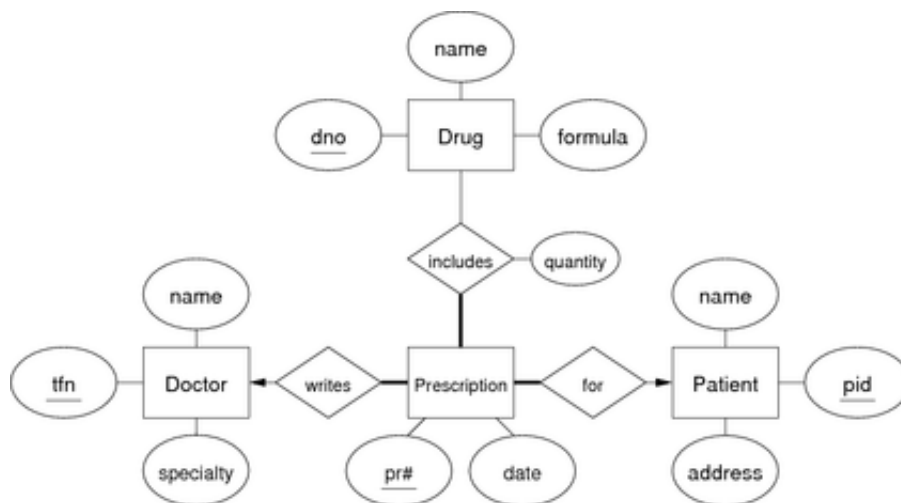 name
dno
Drug
formula
includes
quantity
name
name
tfn
Doctor
writes
Prescription
for
Patient
pid
specialty
pr#
date
address